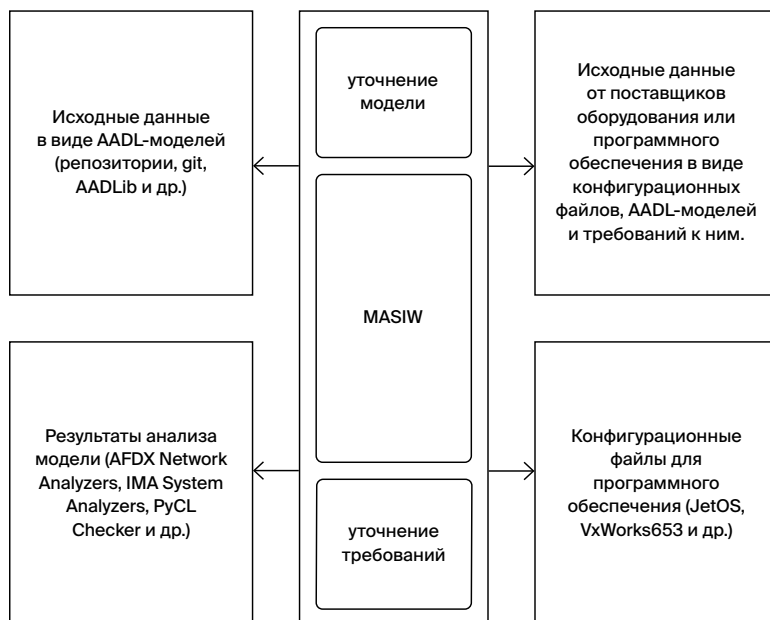 Исходные данные
в виде AADL-моделей
(репозитории, git,
AADLib и др.)
уточнение
модели
Исходные данные
от поставщиков
оборудования или
программного
обеспечения в виде
конфигурационных
файлов, AADL-моделей
и требований к ним.
MASIW
Результаты анализа
модели (AFDX Network
Analyzers, IMA System
Analyzers, PyCL
Checker и др.)
уточнение
требований
Конфигурационные
файлы для
программного
обеспечения (JetOS,
VxWorks653 и др.)